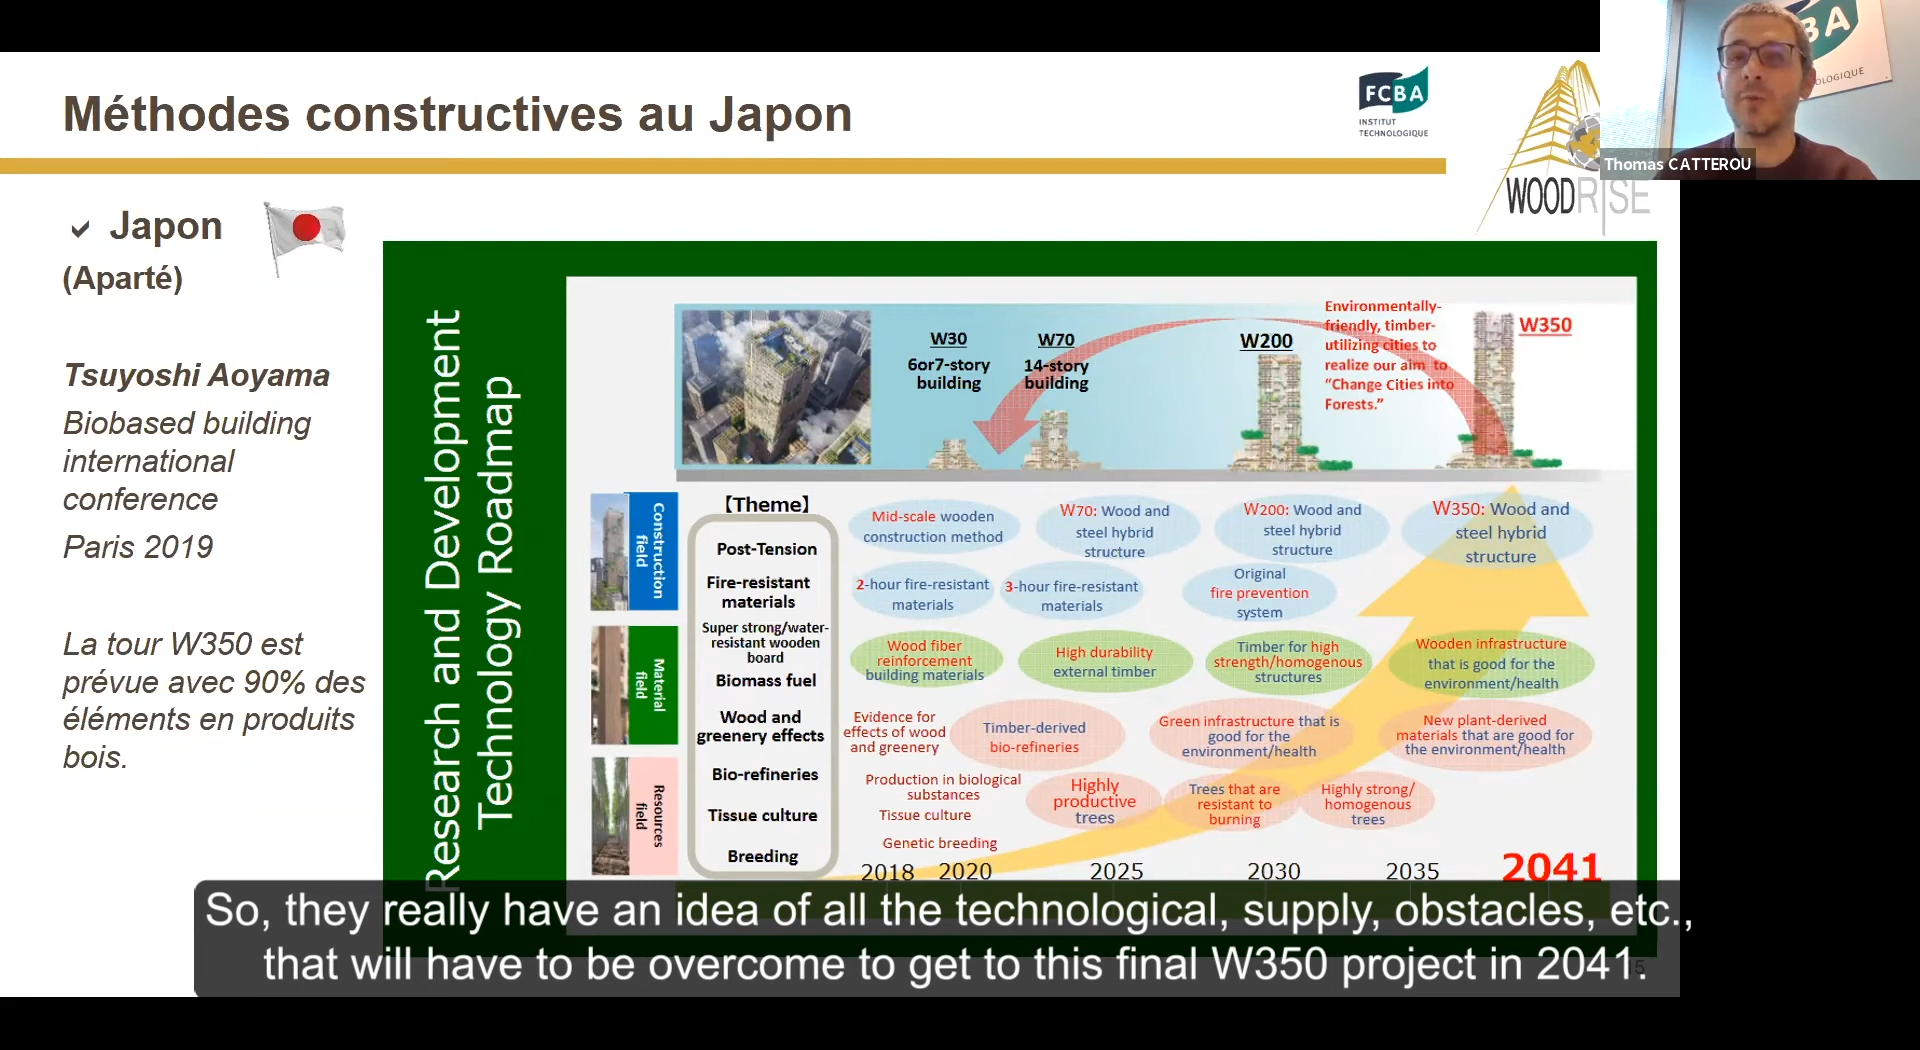 Méthodes constructives au Japon
FCBA
INSTITUT
TECHNOLOGIQUE
WOODRISE
BA
OLOGIQUE
Thomas CATTEROU
Japon
(Aparté)
Tsuyoshi Aoyama
Biobased building
international
conference
Paris 2019
La tour W350 est
prévue avec 90% des
éléments en produits
bois.
Research and Development
Technology Roadmap
W30
6or7-story
building
W70
14-story
building
W200
Environmentally-
friendly, timber-
utilizing cities to
realize our aim to
“Change Cities into
Forests.”
W350
Construction
field
Material
field
Resources
field
【Theme】
Post-Tension
Fire-resistant
materials
Super strong/water-
resistant wooden
board
Biomass fuel
Wood and
greenery effects
Bio-refineries
Tissue culture
Breeding
Mid-scale wooden
construction method
W70: Wood and
steel hybrid
structure
W200: Wood and
steel hybrid
structure
W350: Wood and
steel hybrid
structure
2-hour fire-resistant
materials
3-hour fire-resistant
materials
Original
fire prevention
system
Wood fiber
reinforcement
building materials
High durability
external timber
Timber for high
strength/homogenous
structures
Wooden infrastructure
that is good for the
environment/health
Evidence for
effects of wood
and greenery
Timber-derived
bio-refineries
Green infrastructure that is
good for the
environment/health
New plant-derived
materials that are good for
the environment/health
Production in biological
substances
Tissue culture
Genetic breeding
Highly
productive
trees
Trees that are
resistant to
burning
Highly strong/
homogenous
trees
2018 2020 2025 2030 2035 2041
So, they really have an idea of all the technological, supply, obstacles, etc.,
that will have to be overcome to get to this final W350 project in 2041.